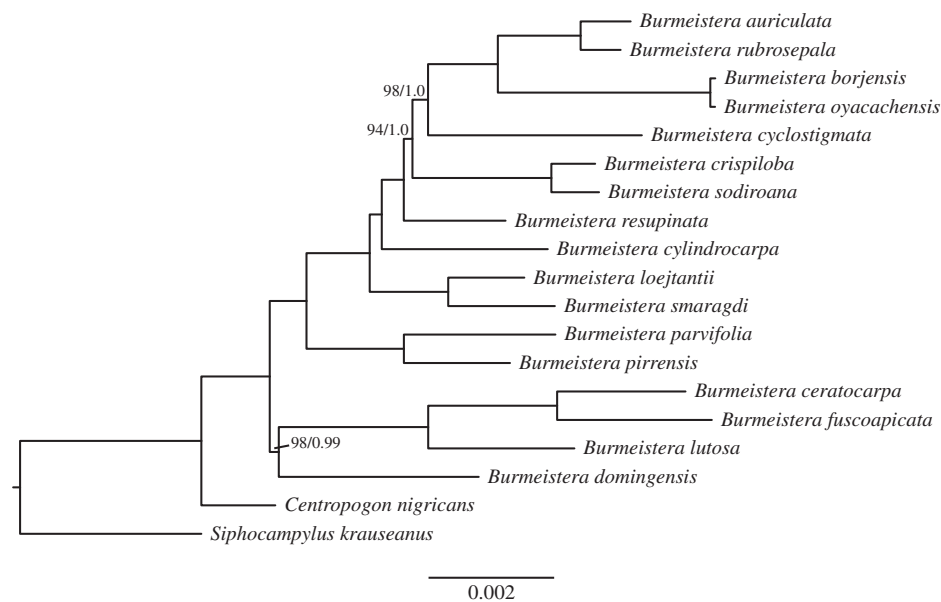 Burmeistera auriculata
Burmeistera rubrosepala
Burmeistera borjensis
98/1.0
Burmeistera oyacachensis
94/1.0
Burmeistera cyclostigmata
Burmeistera crispiloba
Burmeistera sodiroana
Burmeistera resupinata
Burmeistera cylindrocarpa
Burmeistera loejtantii
Burmeistera smaragdi
Burmeistera parvifolia
Burmeistera pirrensis
Burmeistera ceratocarpa
Burmeistera fuscoapicata
98/0.99
Burmeistera lutosa
Burmeistera domingensis
Centropogon nigricans
Siphocampylus krauseanus
0.002